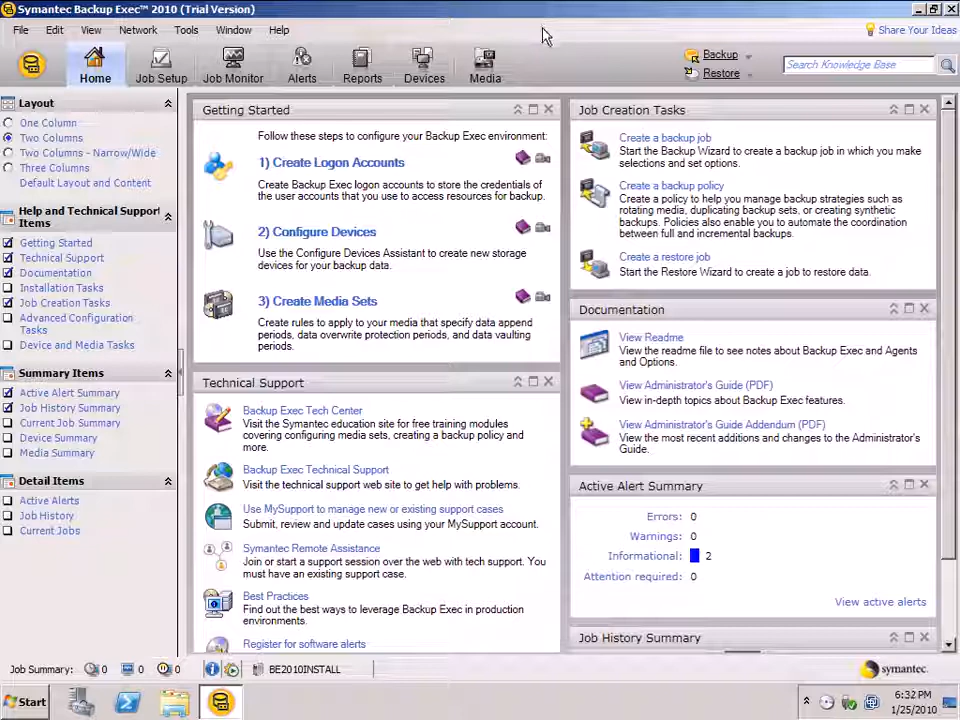 Symantec Backup Exec™ 2010 (Trial Version)
File Edit View Network Tools Window Help
Share Your Ideas
Home
Job Setup
Job Monitor
Alerts
Reports
Devices
Media
Backup
Restore
Search Knowledge Base
Layout
One Column
Two Columns
Two Columns - Narrow/Wide
Three Columns
Default Layout and Content
Help and Technical Support
Items
Getting Started
Technical Support
Documentation
Installation Tasks
Job Creation Tasks
Advanced Configuration
Tasks
Device and Media Tasks
Summary Items
Active Alert Summary
Job History Summary
Current Job Summary
Device Summary
Media Summary
Detail Items
Active Alerts
Job History
Current Jobs
Getting Started
Follow these steps to configure your Backup Exec environment:
1) Create Logon Accounts
Create Backup Exec logon accounts to store the credentials of
the user accounts that you use to access resources for backup.
2) Configure Devices
Use the Configure Devices Assistant to create new storage
devices for your backup data.
3) Create Media Sets
Create rules to apply to your media that specify data append
periods, data overwrite protection periods, and data vaulting
periods.
Technical Support
Backup Exec Tech Center
Visit the Symantec education site for free training modules
covering configuring media sets, creating a backup policy and
more.
Backup Exec Technical Support
Visit the technical support web site to get help with problems.
Use MySupport to manage new or existing support cases
Submit, review and update cases using your MySupport account.
Symantec Remote Assistance
Join or start a support session over the web with tech support. You
must have an existing support case.
Best Practices
Find out the best ways to leverage Backup Exec in production
environments.
Register for software alerts
Job Creation Tasks
Create a backup job
Start the Backup Wizard to create a backup job in which you make
selections and set options.
Create a backup policy
Create a policy to help you manage backup strategies such as
rotating media, duplicating backup sets, or creating synthetic
backups. Policies also enable you to automate the coordination
between full and incremental backups.
Create a restore job
Start the Restore Wizard to create a job to restore data.
Documentation
View Readme
View the readme file to see notes about Backup Exec and Agents
and Options.
View Administrator's Guide (PDF)
View in-depth topics about Backup Exec features.
View Administrator's Guide Addendum (PDF)
View the most recent additions and changes to the Administrator's
Guide.
Active Alert Summary
Errors: 0
Warnings: 0
Informational: 2
Attention required: 0
View active alerts
Job History Summary
Job Summary: 0 0 0
BE2010INSTALL
symantec.
Start
6:32 PM
1/25/2010